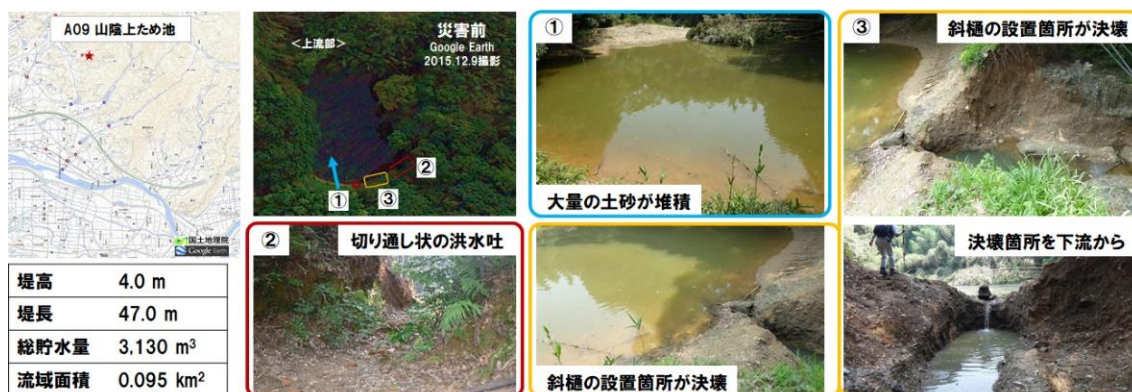 A09 山陰上ため池
国土地理院
Google Earth
堤高 4.0 m
堤長 47.0 m
総貯水量 3,130 m³
流域面積 0.095 km²
災害前
Google Earth
2015.12.9撮影
<上流部>
①
②
③
①
大量の土砂が堆積
②
切り通し状の洪水吐
斜樋の設置箇所が決壊
③
斜樋の設置箇所が決壊
決壊箇所を下流から